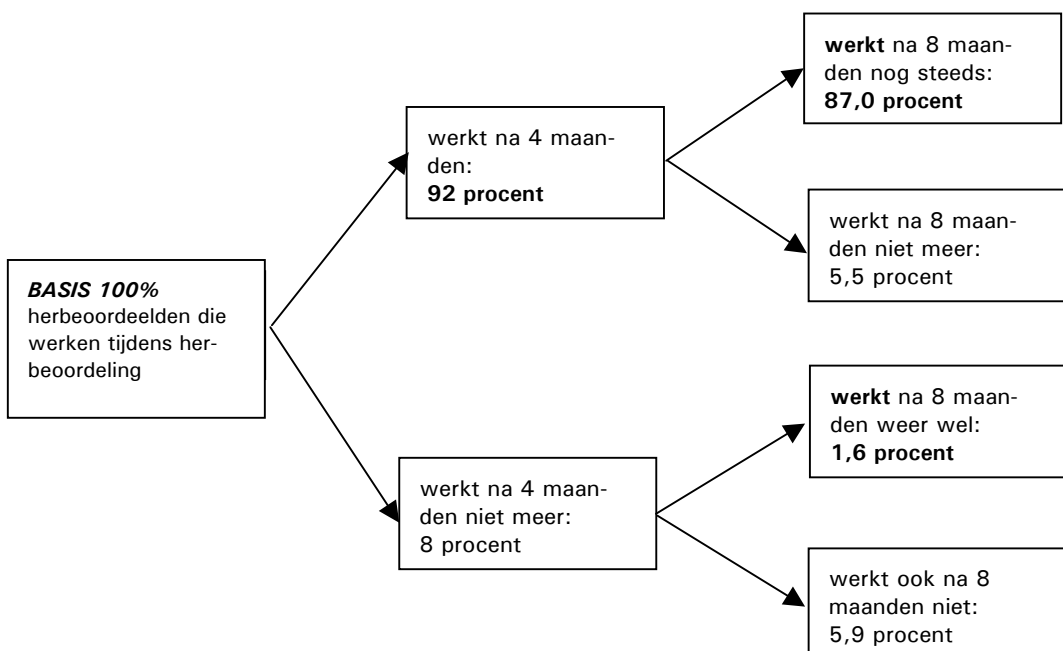 BASIS 100%
herbeoordeelden die
werken tijdens her-
beoordeling
werkt na 4 maan-
den:
92 procent
werkt na 4 maan-
den niet meer:
8 procent
werkt na 8 maan-
den nog steeds:
87,0 procent
werkt na 8 maan-
den niet meer:
5,5 procent
werkt na 8 maan-
den weer wel:
1,6 procent
werkt ook na 8
maanden niet:
5,9 procent